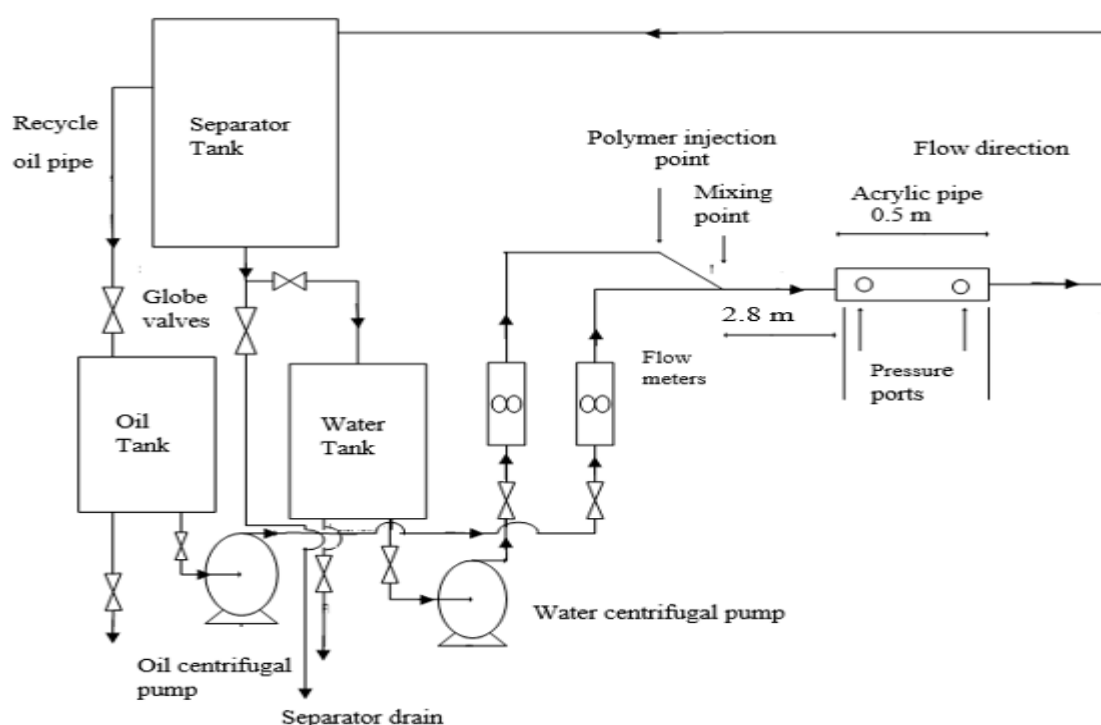 Recycle
oil pipe
Separator
Tank
Polymer injection
point
Mixing
point
Flow direction
Acrylic pipe
0.5 m
Globe
valves
2.8 m
Flow
meters
Pressure
ports
Oil
Tank
Water
Tank
Water centrifugal pump
Oil centrifugal
pump
Separator drain